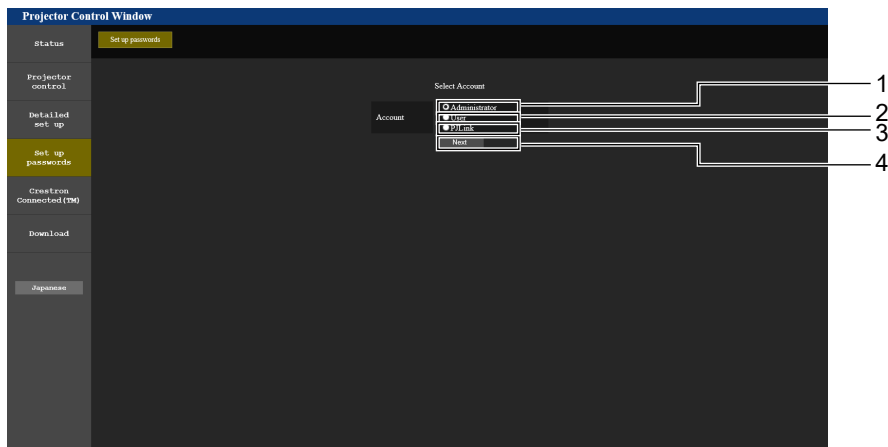 Projector Control Window
Status
Set up passwords
Projector
control
Select Account
1
Detailed
set up
Account
Administrator
User
PJLink
2
3
Next
4
Set up
passwords
Crestron
Connected(TM)
Download
Japanese